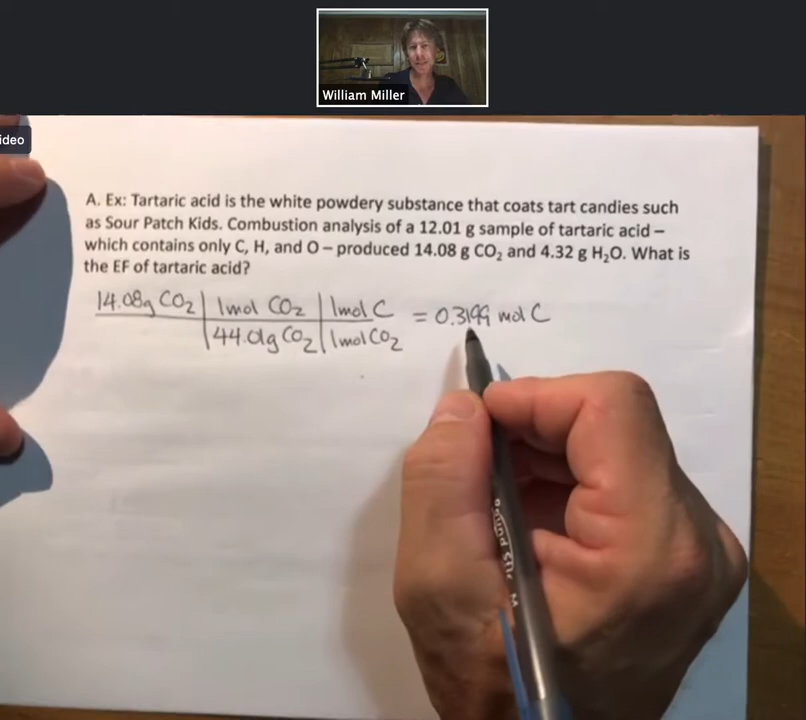 William Miller
ideo
A. Ex: Tartaric acid is the white powdery substance that coats tart candies such
as Sour Patch Kids. Combustion analysis of a 12.01 g sample of tartaric acid –
which contains only C, H, and O – produced 14.08 g CO₂ and 4.32 g H₂O. What is
the EF of tartaric acid?
14.08g CO₂ | 1mol CO₂ | 1mol C = 0.3199 mol C
44.01g CO₂ | 1mol CO₂
Round Stic M